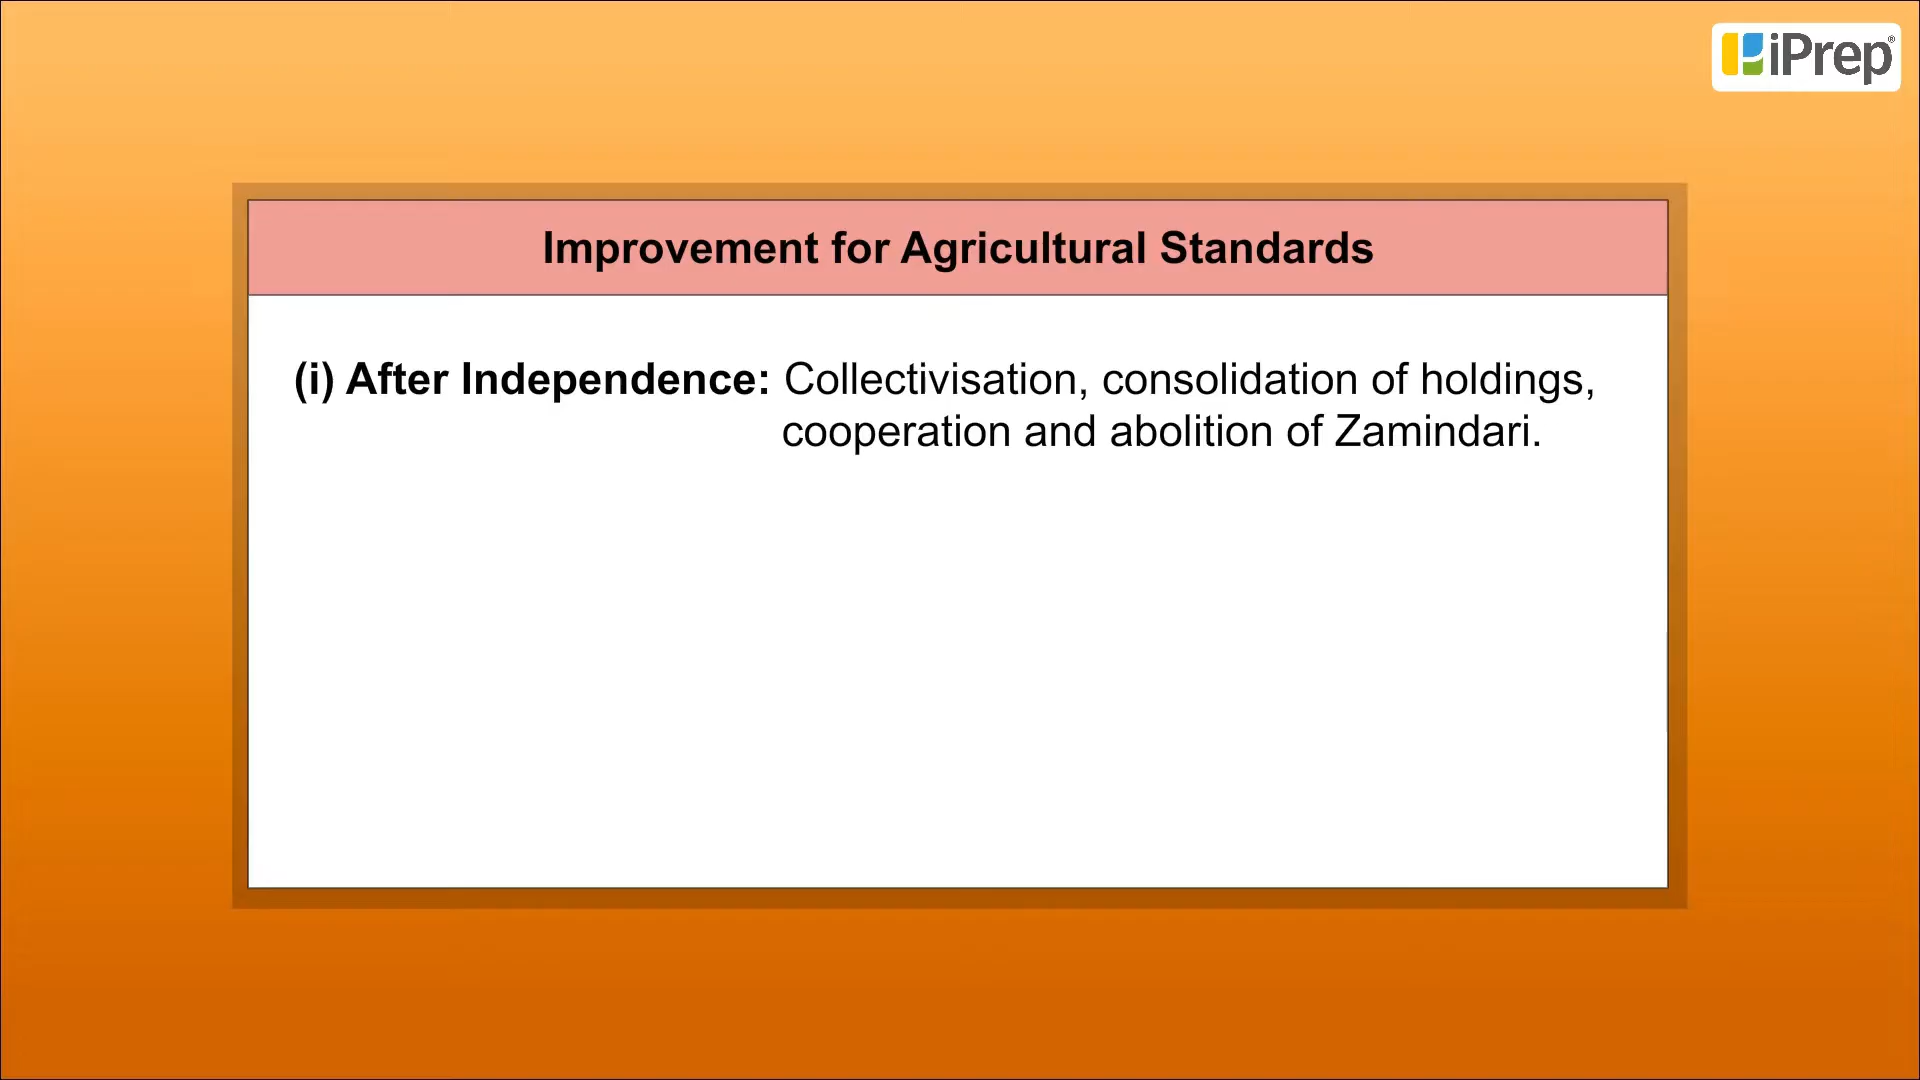 iPrep®
Improvement for Agricultural Standards
(i) After Independence: Collectivisation, consolidation of holdings,
cooperation and abolition of Zamindari.